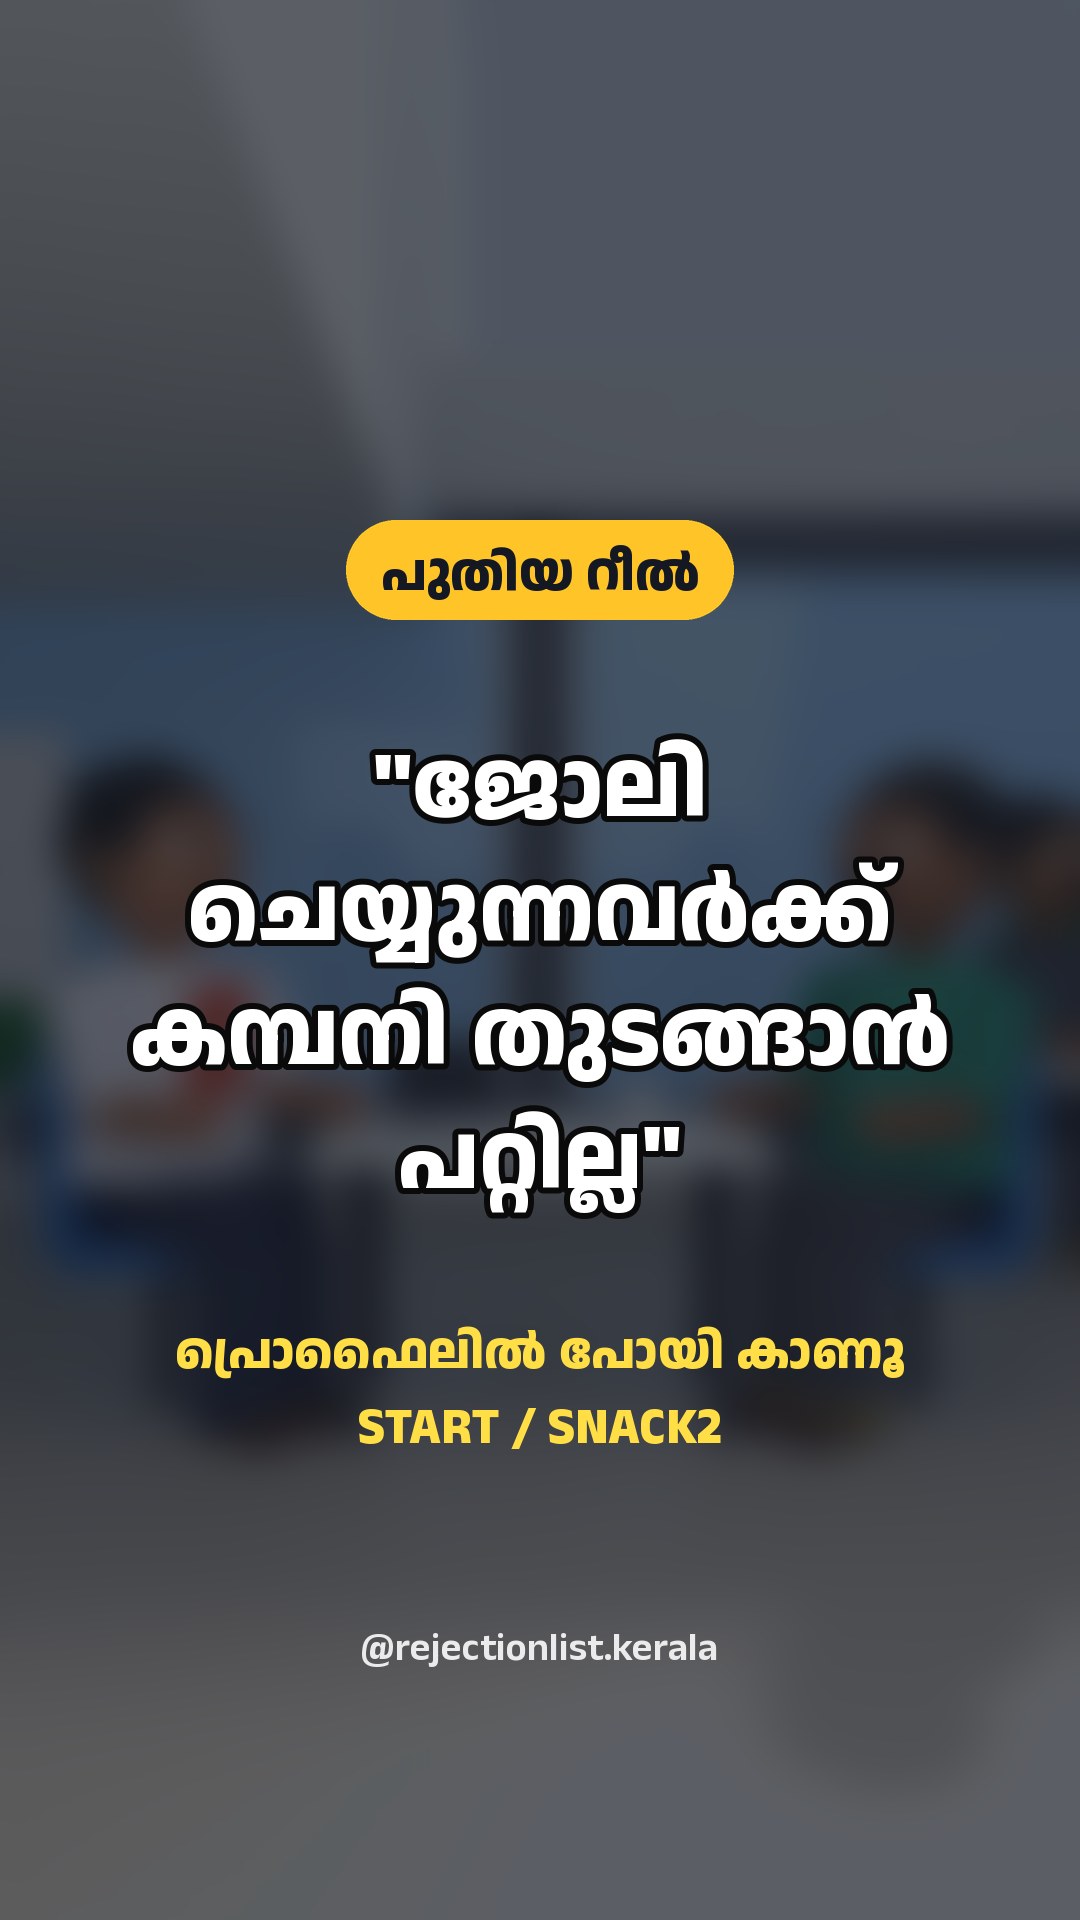 പുതിയ റീൽ
"ജോലി
ചെയ്യുന്നവർക്ക്
കമ്പനി തുടങ്ങാൻ
പറ്റില്ല"
പ്രൊഫൈലിൽ പോയി കാണൂ
START / SNACK2
@rejectionlist.kerala